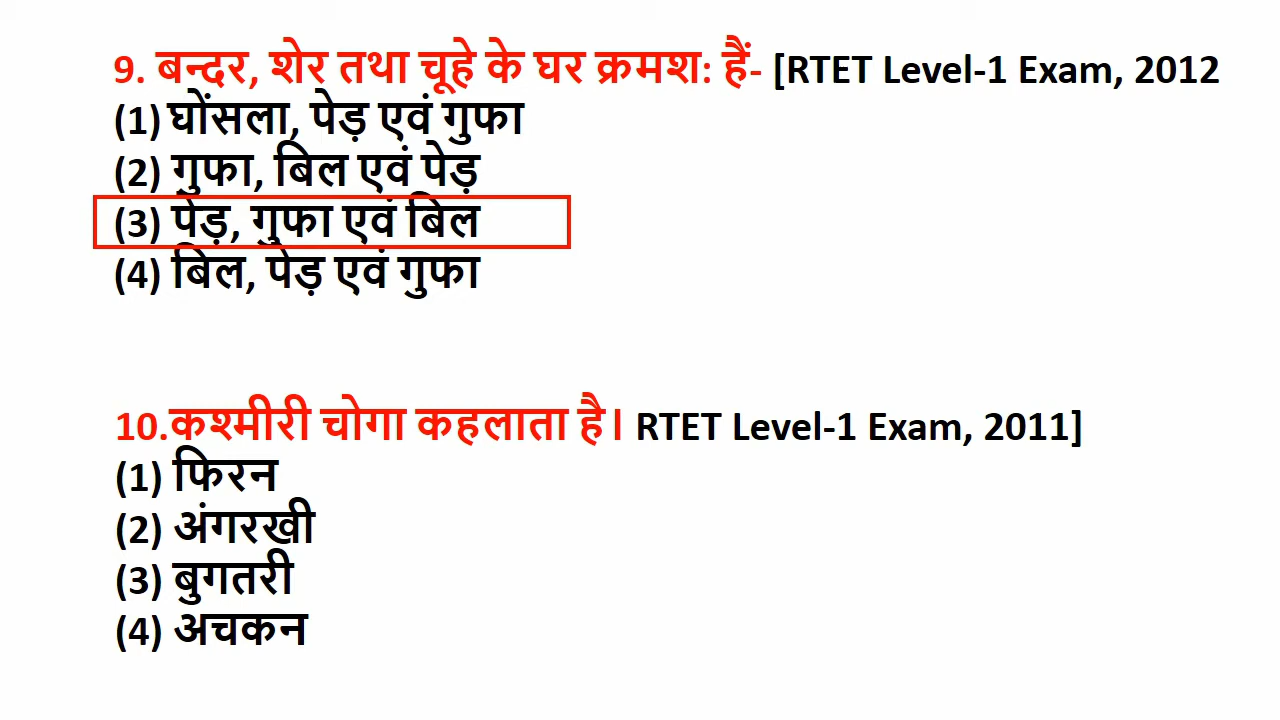 9. बन्दर, शेर तथा चूहे के घर क्रमश: हैं- [RTET Level-1 Exam, 2012
(1) घोंसला, पेड़ एवं गुफा
(2) गुफा, बिल एवं पेड़
(3) पेड़, गुफा एवं बिल
(4) बिल, पेड़ एवं गुफा
10.कश्मीरी चोगा कहलाता है। RTET Level-1 Exam, 2011]
(1) फिरन
(2) अंगरखी
(3) बुगतरी
(4) अचकन